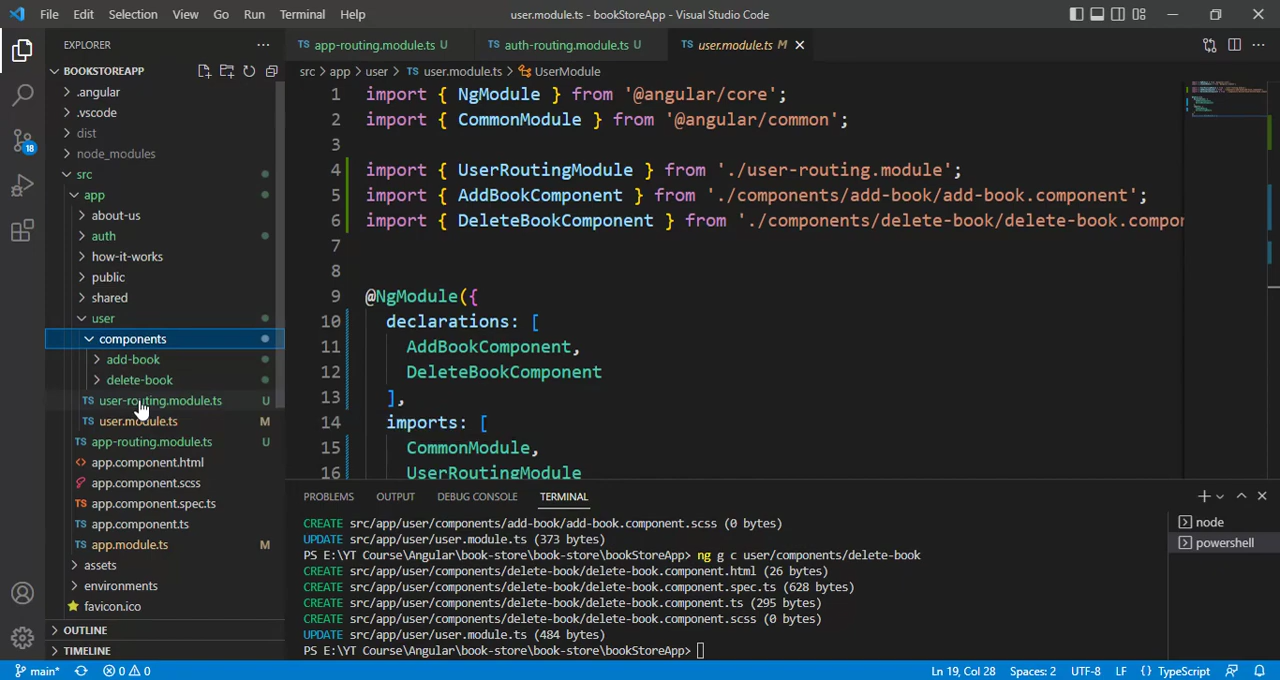 File Edit Selection View Go Run Terminal Help
user.module.ts - bookStoreApp - Visual Studio Code
EXPLORER
BOOKSTOREAPP
.angular
.vscode
dist
node_modules
src
app
about-us
auth
how-it-works
public
shared
user
components
add-book
delete-book
TS user-routing.module.ts U
TS user.module.ts M
TS app-routing.module.ts U
<> app.component.html
app.component.scss
TS app.component.spec.ts
TS app.component.ts
TS app.module.ts M
assets
environments
favicon.ico
OUTLINE
TIMELINE
18
TS app-routing.module.ts U
TS auth-routing.module.ts U
TS user.module.ts M
src > app > user > TS user.module.ts > UserModule
1 import { NgModule } from '@angular/core';
2 import { CommonModule } from '@angular/common';
3
4 import { UserRoutingModule } from './user-routing.module';
5 import { AddBookComponent } from './components/add-book/add-book.component';
6 import { DeleteBookComponent } from './components/delete-book/delete-book.compon
7
8
9 @NgModule({
10 declarations: [
11 AddBookComponent,
12 DeleteBookComponent
13 ],
14 imports: [
15 CommonModule,
16 UserRoutingModule
PROBLEMS OUTPUT DEBUG CONSOLE TERMINAL
CREATE src/app/user/components/add-book/add-book.component.scss (0 bytes)
UPDATE src/app/user/user.module.ts (373 bytes)
PS E:\YT Course\Angular\book-store\book-store\bookStoreApp> ng g c user/components/delete-book
CREATE src/app/user/components/delete-book/delete-book.component.html (26 bytes)
CREATE src/app/user/components/delete-book/delete-book.component.spec.ts (628 bytes)
CREATE src/app/user/components/delete-book/delete-book.component.ts (295 bytes)
CREATE src/app/user/components/delete-book/delete-book.component.scss (0 bytes)
UPDATE src/app/user/user.module.ts (484 bytes)
PS E:\YT Course\Angular\book-store\book-store\bookStoreApp>
node
powershell
main* 0 0
Ln 19, Col 28 Spaces: 2 UTF-8 LF {} TypeScript